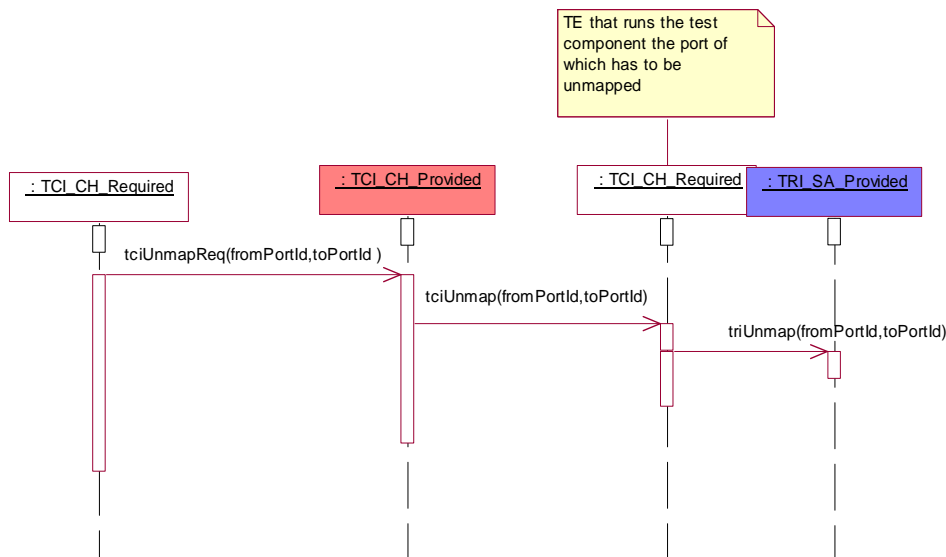 TE that runs the test
component the port of
which has to be
unmapped
: TCI_CH_Required
: TCI_CH_Provided
: TCI_CH_Required
: TRI_SA_Provided
tciUnmapReq(fromPortId,toPortId )
tciUnmap(fromPortId,toPortId)
triUnmap(fromPortId,toPortId)